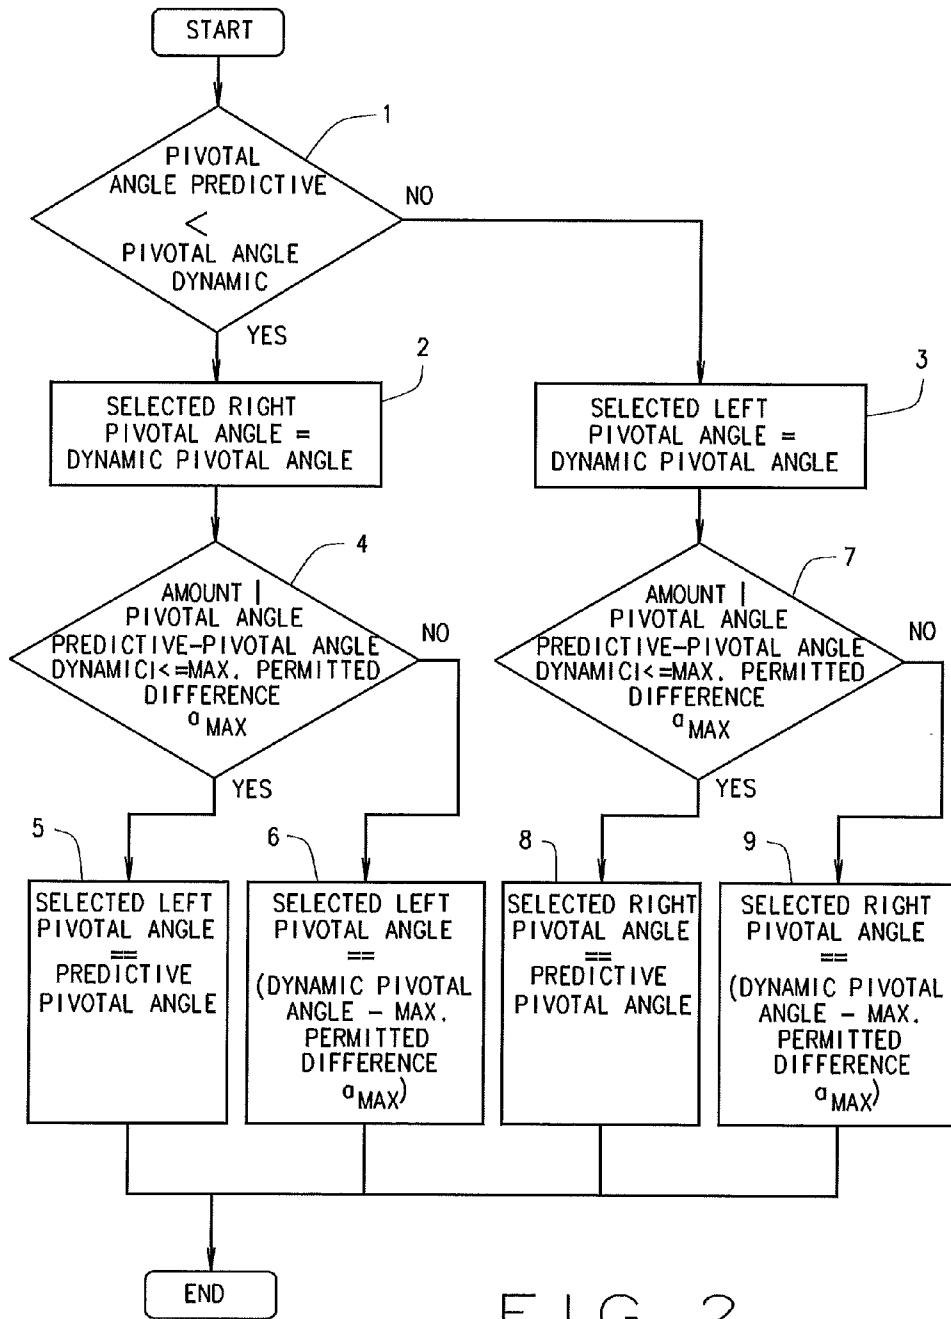 START
1
PIVOTAL
ANGLE PREDICTIVE
<
PIVOTAL ANGLE
DYNAMIC
NO
YES
2
SELECTED RIGHT
PIVOTAL ANGLE =
DYNAMIC PIVOTAL ANGLE
3
SELECTED LEFT
PIVOTAL ANGLE =
DYNAMIC PIVOTAL ANGLE
4
AMOUNT |
PIVOTAL ANGLE
PREDICTIVE-PIVOTAL ANGLE
DYNAMIC|<=MAX. PERMITTED
DIFFERENCE
αMAX
NO
YES
7
AMOUNT |
PIVOTAL ANGLE
PREDICTIVE-PIVOTAL ANGLE
DYNAMIC|<=MAX. PERMITTED
DIFFERENCE
αMAX
NO
YES
5
SELECTED LEFT
PIVOTAL ANGLE
==
PREDICTIVE
PIVOTAL ANGLE
6
SELECTED LEFT
PIVOTAL ANGLE
==
(DYNAMIC PIVOTAL
ANGLE - MAX.
PERMITTED
DIFFERENCE
αMAX)
8
SELECTED RIGHT
PIVOTAL ANGLE
==
PREDICTIVE
PIVOTAL ANGLE
9
SELECTED RIGHT
PIVOTAL ANGLE
==
(DYNAMIC PIVOTAL
ANGLE - MAX.
PERMITTED
DIFFERENCE
αMAX)
END
FIG. 2